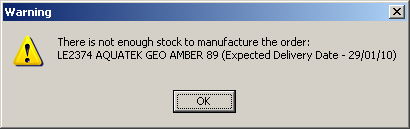 Warning
There is not enough stock to manufacture the order:
LE2374 AQUATEK GEO AMBER 89 (Expected Delivery Date - 29/01/10)
OK